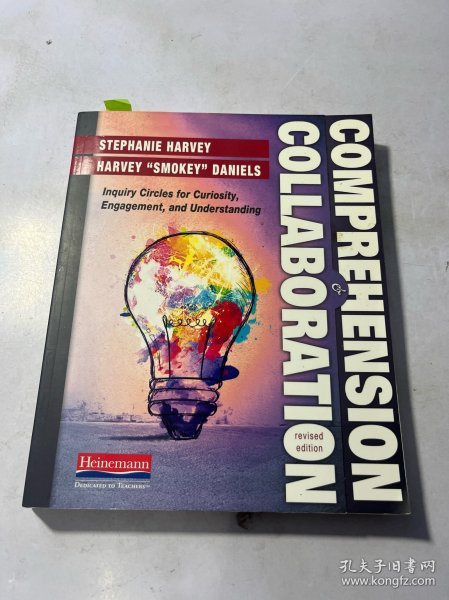 STEPHANIE HARVEY
HARVEY “SMOKEY” DANIELS
Inquiry Circles for Curiosity,
Engagement, and Understanding
COMPREHENSION
&
COLLABORATION
revised
edition
Heinemann
DEDICATED TO TEACHERS™
孔夫子旧书网
www.kongfz.com